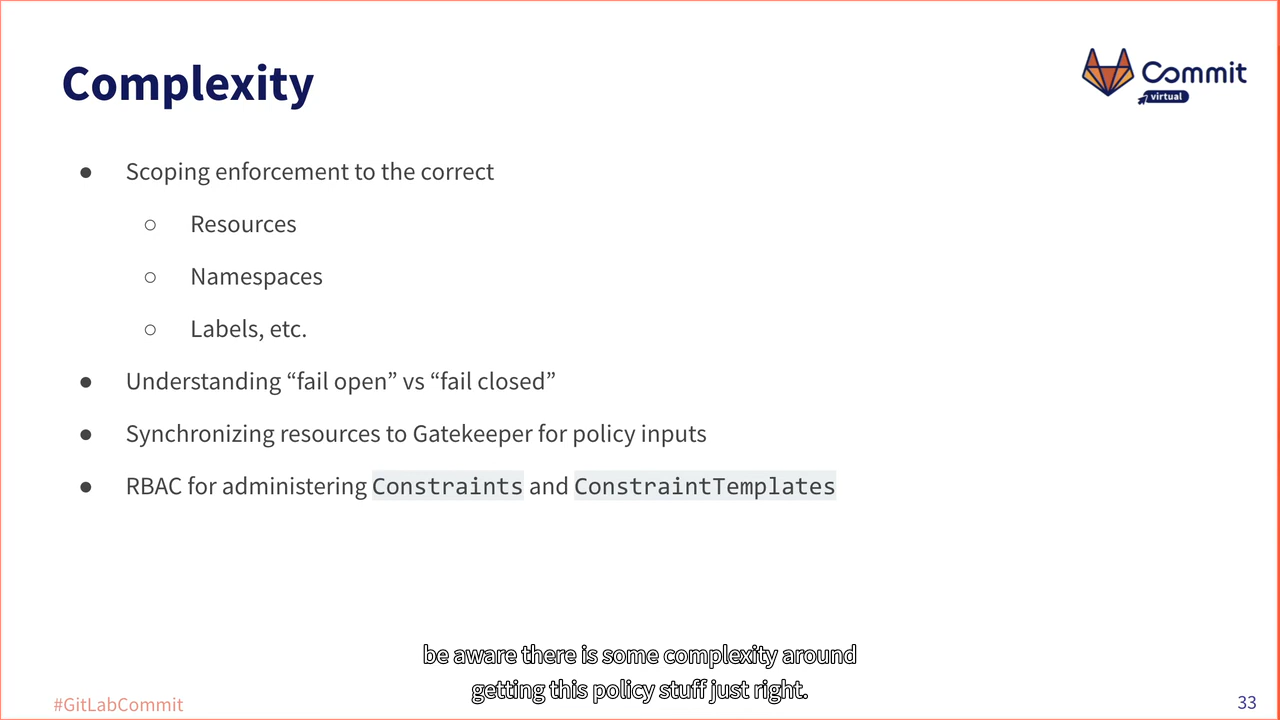 Complexity
Commit
virtual
● Scoping enforcement to the correct
○ Resources
○ Namespaces
○ Labels, etc.
● Understanding “fail open” vs “fail closed”
● Synchronizing resources to Gatekeeper for policy inputs
● RBAC for administering Constraints and ConstraintTemplates
be aware there is some complexity around
getting this policy stuff just right.
#GitLabCommit
33